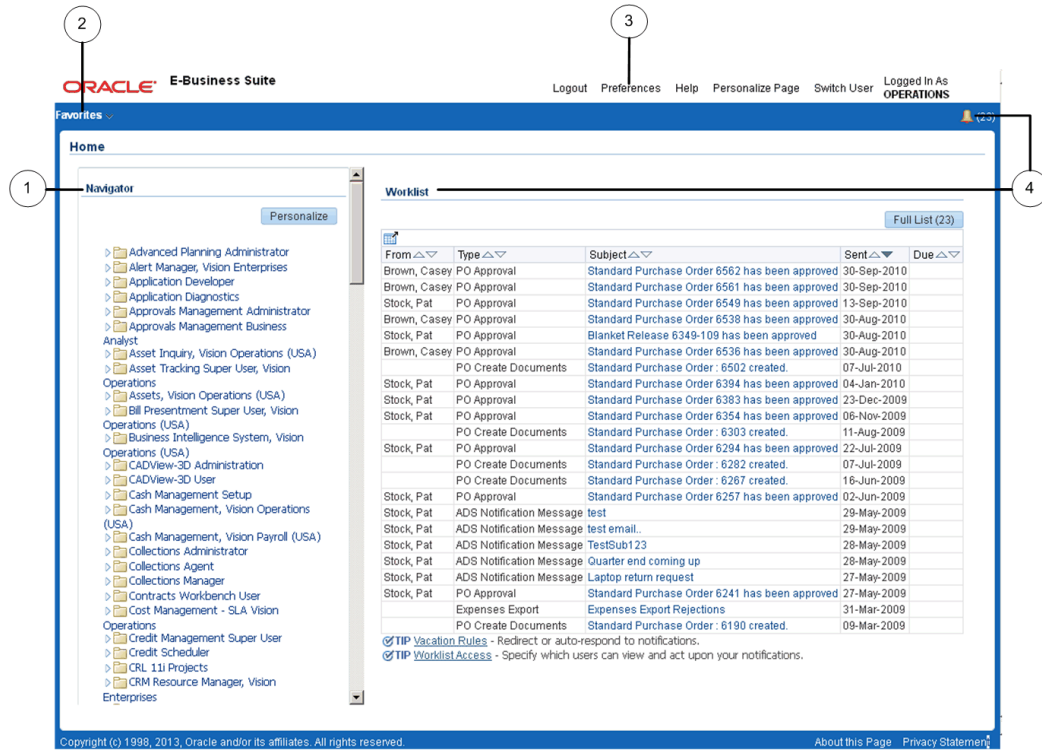 2
3
ORACLE E-Business Suite
Logout Preferences Help Personalize Page Switch User Logged In As OPERATIONS
Favorites
(23)
Home
1
Navigator
Worklist
4
Personalize
Full List (23)
Advanced Planning Administrator
Alert Manager, Vision Enterprises
Application Developer
Application Diagnostics
Approvals Management Administrator
Approvals Management Business
Analyst
Asset Inquiry, Vision Operations (USA)
Asset Tracking Super User, Vision
Operations
Assets, Vision Operations (USA)
Bill Presentment Super User, Vision
Operations (USA)
Business Intelligence System, Vision
Operations (USA)
CADView-3D Administration
CADView-3D User
Cash Management Setup
Cash Management, Vision Operations
(USA)
Cash Management, Vision Payroll (USA)
Collections Administrator
Collections Agent
Collections Manager
Contracts Workbench User
Cost Management - SLA Vision
Operations
Credit Management Super User
Credit Scheduler
CRL 11i Projects
CRM Resource Manager, Vision
Enterprises
From Type Subject Sent Due
Brown, Casey PO Approval Standard Purchase Order 6562 has been approved 30-Sep-2010
Brown, Casey PO Approval Standard Purchase Order 6561 has been approved 30-Sep-2010
Stock, Pat PO Approval Standard Purchase Order 6549 has been approved 13-Sep-2010
Brown, Casey PO Approval Standard Purchase Order 6538 has been approved 30-Aug-2010
Stock, Pat PO Approval Blanket Release 6349-109 has been approved 30-Aug-2010
Brown, Casey PO Approval Standard Purchase Order 6536 has been approved 30-Aug-2010
PO Create Documents Standard Purchase Order : 6502 created. 07-Jul-2010
Stock, Pat PO Approval Standard Purchase Order 6394 has been approved 04-Jan-2010
Stock, Pat PO Approval Standard Purchase Order 6383 has been approved 23-Dec-2009
Stock, Pat PO Approval Standard Purchase Order 6354 has been approved 06-Nov-2009
PO Create Documents Standard Purchase Order : 6303 created. 11-Aug-2009
Stock, Pat PO Approval Standard Purchase Order 6294 has been approved 22-Jul-2009
PO Create Documents Standard Purchase Order : 6282 created. 07-Jul-2009
PO Create Documents Standard Purchase Order : 6267 created. 16-Jun-2009
Stock, Pat PO Approval Standard Purchase Order 6257 has been approved 02-Jun-2009
Stock, Pat ADS Notification Message test 29-May-2009
Stock, Pat ADS Notification Message test email.. 29-May-2009
Stock, Pat ADS Notification Message TestSub123 28-May-2009
Stock, Pat ADS Notification Message Quarter end coming up 28-May-2009
Stock, Pat ADS Notification Message Laptop return request 27-May-2009
Stock, Pat PO Approval Standard Purchase Order 6241 has been approved 27-May-2009
Expenses Export Expenses Export Rejections 31-Mar-2009
PO Create Documents Standard Purchase Order : 6190 created. 09-Mar-2009
TIP Vacation Rules - Redirect or auto-respond to notifications.
TIP Worklist Access - Specify which users can view and act upon your notifications.
Copyright (c) 1998, 2013, Oracle and/or its affiliates. All rights reserved.
About this Page Privacy Statement